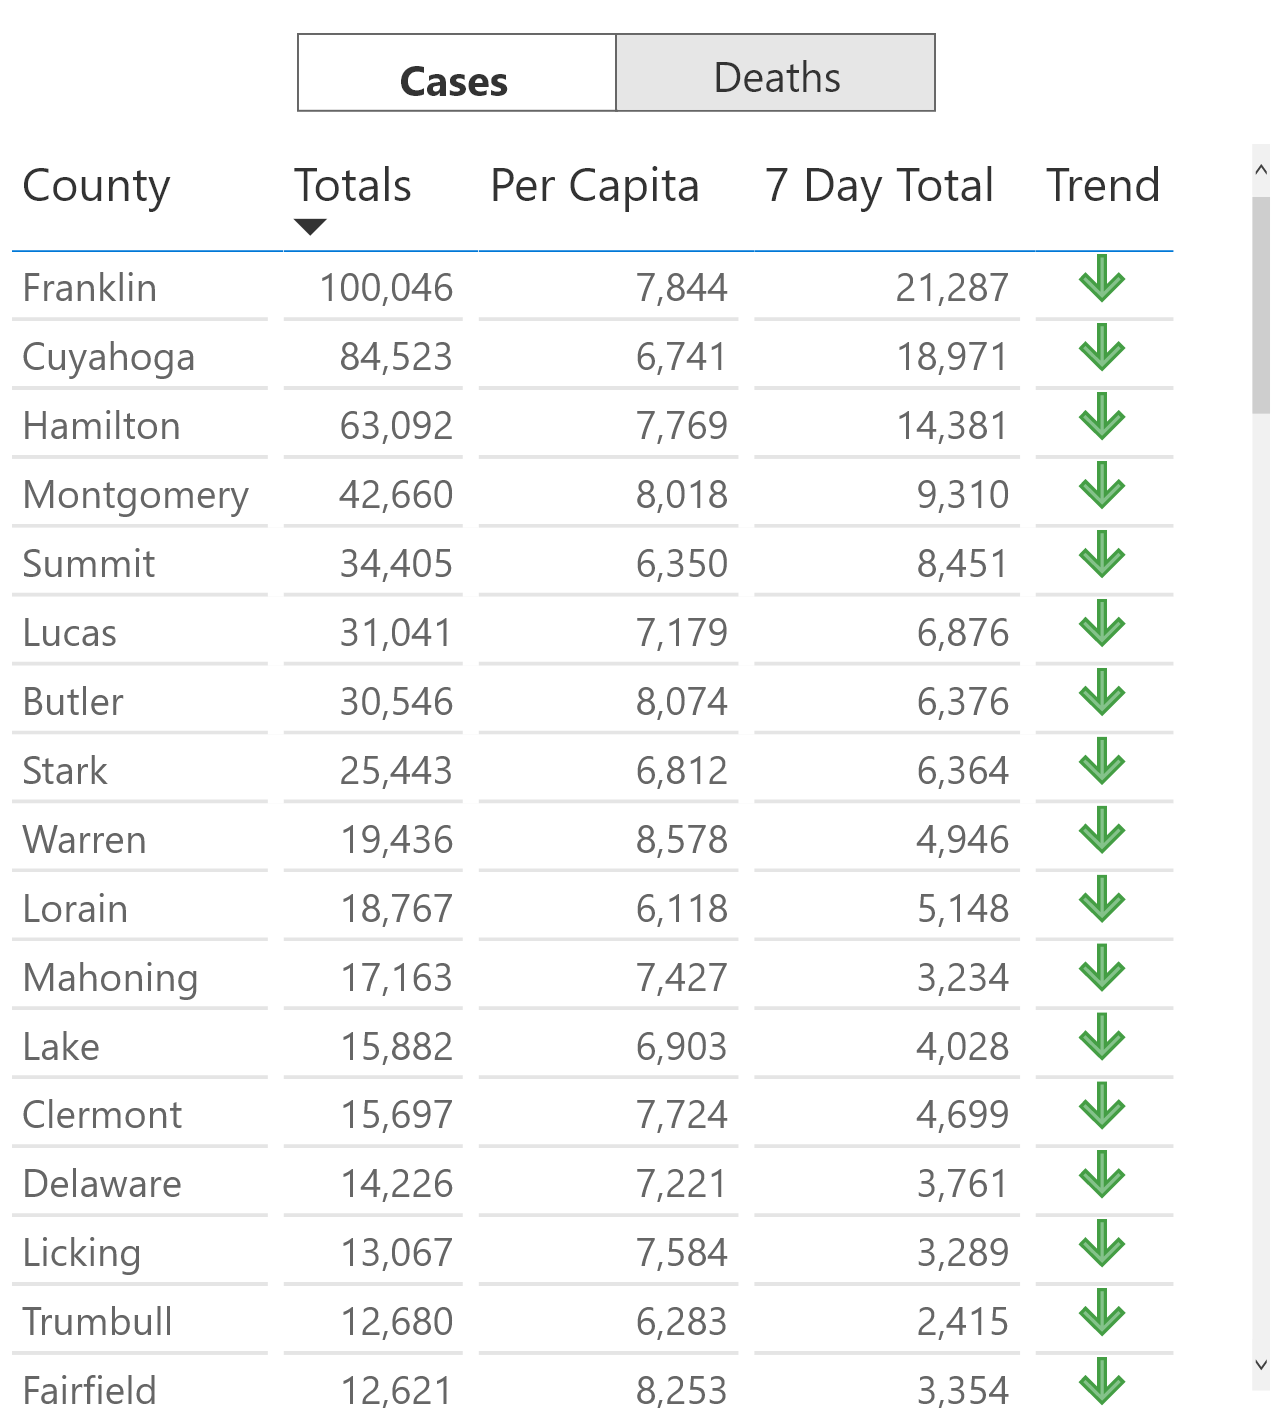 Cases Deaths
County Totals Per Capita 7 Day Total Trend
Franklin 100,046 7,844 21,287
Cuyahoga 84,523 6,741 18,971
Hamilton 63,092 7,769 14,381
Montgomery 42,660 8,018 9,310
Summit 34,405 6,350 8,451
Lucas 31,041 7,179 6,876
Butler 30,546 8,074 6,376
Stark 25,443 6,812 6,364
Warren 19,436 8,578 4,946
Lorain 18,767 6,118 5,148
Mahoning 17,163 7,427 3,234
Lake 15,882 6,903 4,028
Clermont 15,697 7,724 4,699
Delaware 14,226 7,221 3,761
Licking 13,067 7,584 3,289
Trumbull 12,680 6,283 2,415
Fairfield 12,621 8,253 3,354